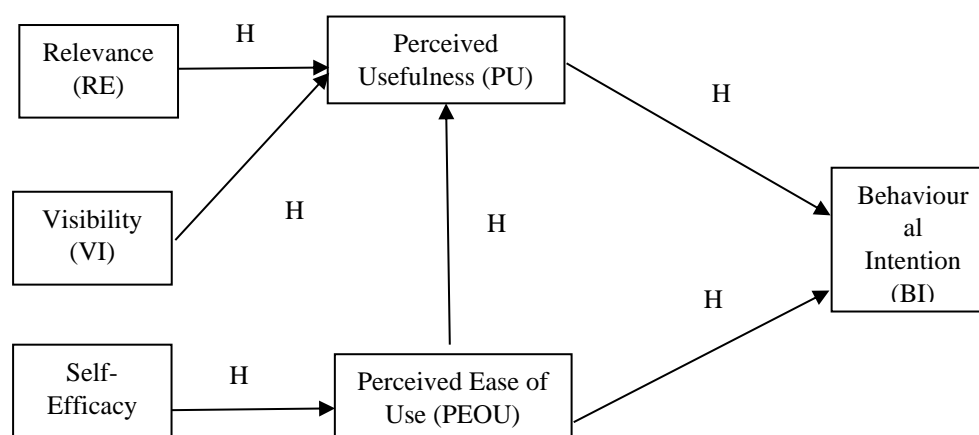 H
Relevance
(RE)
Perceived
Usefulness (PU)
H
Visibility
(VI)
H
H
Behaviour
al
Intention
(BI)
H
Self-
Efficacy
H
Perceived Ease of
Use (PEOU)